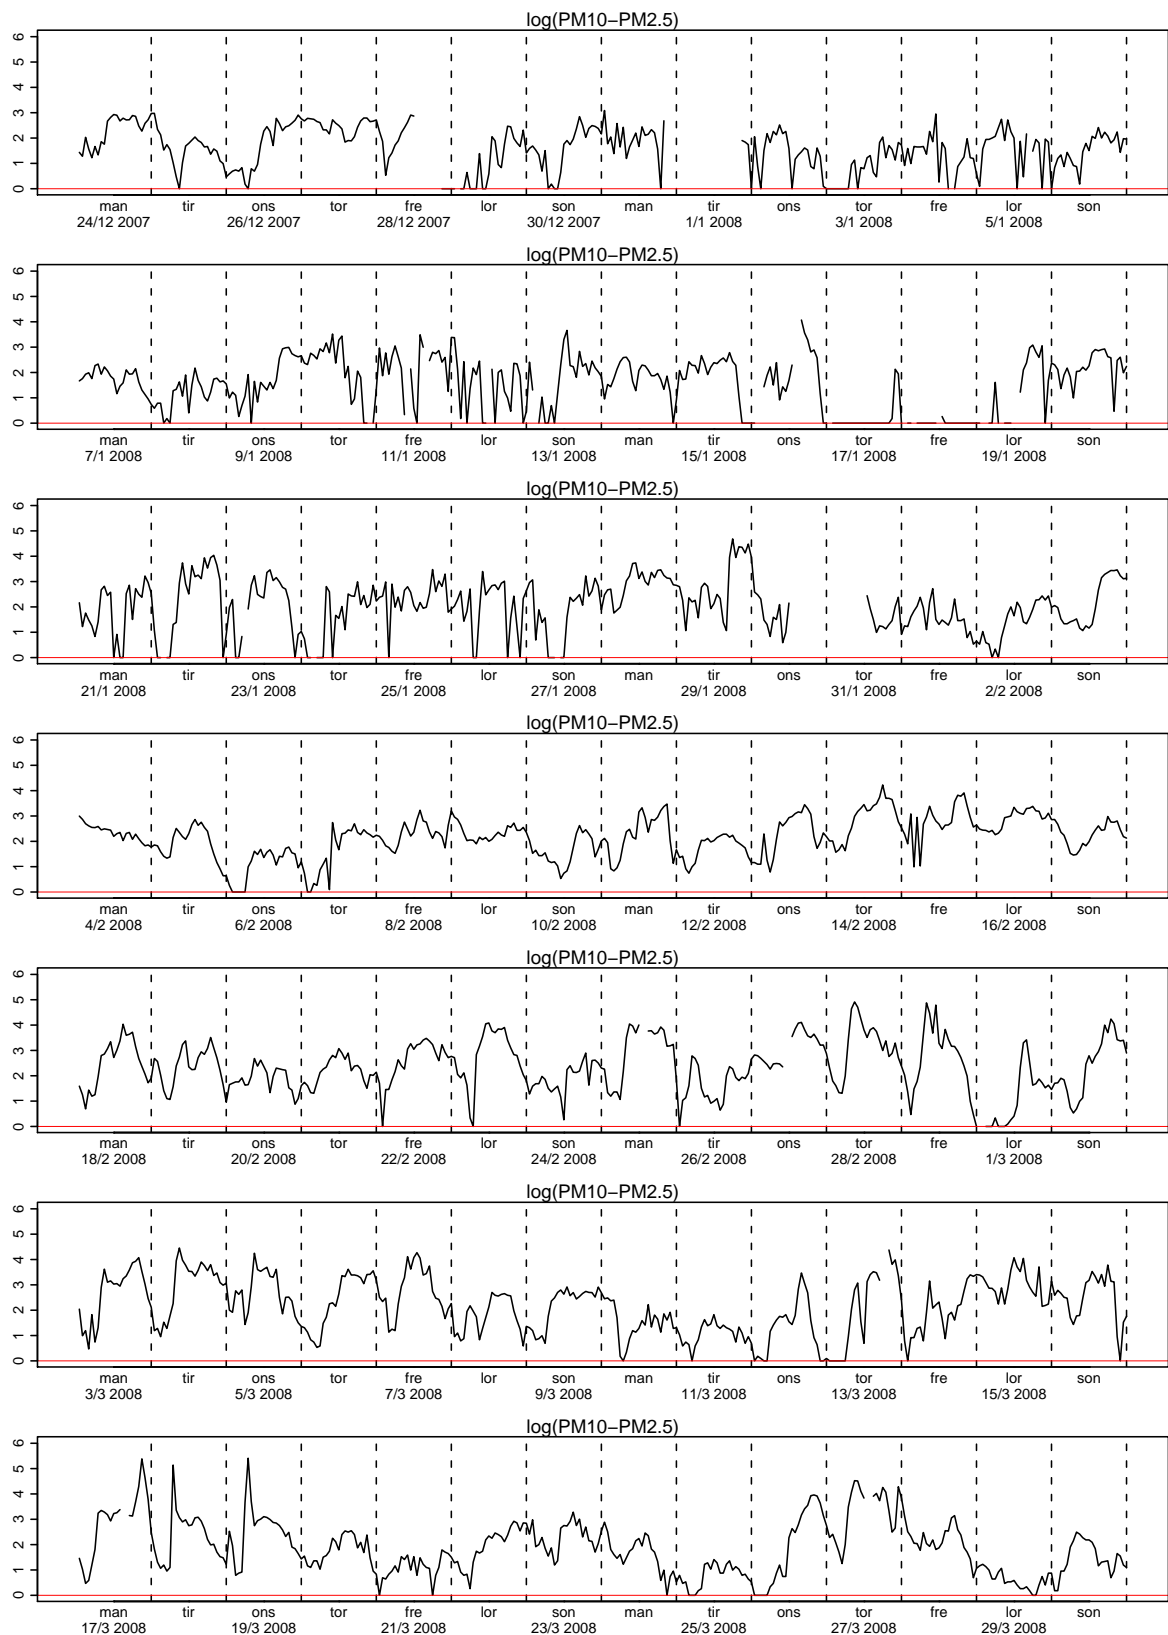 log(PM10−PM2.5)
6
5
4
3
2
1
0
man tir ons tor fre lor son man tir ons tor fre lor son
24/12 2007 26/12 2007 28/12 2007 30/12 2007 1/1 2008 3/1 2008 5/1 2008
log(PM10−PM2.5)
6
5
4
3
2
1
0
man tir ons tor fre lor son man tir ons tor fre lor son
7/1 2008 9/1 2008 11/1 2008 13/1 2008 15/1 2008 17/1 2008 19/1 2008
log(PM10−PM2.5)
6
5
4
3
2
1
0
man tir ons tor fre lor son man tir ons tor fre lor son
21/1 2008 23/1 2008 25/1 2008 27/1 2008 29/1 2008 31/1 2008 2/2 2008
log(PM10−PM2.5)
6
5
4
3
2
1
0
man tir ons tor fre lor son man tir ons tor fre lor son
4/2 2008 6/2 2008 8/2 2008 10/2 2008 12/2 2008 14/2 2008 16/2 2008
log(PM10−PM2.5)
6
5
4
3
2
1
0
man tir ons tor fre lor son man tir ons tor fre lor son
18/2 2008 20/2 2008 22/2 2008 24/2 2008 26/2 2008 28/2 2008 1/3 2008
log(PM10−PM2.5)
6
5
4
3
2
1
0
man tir ons tor fre lor son man tir ons tor fre lor son
3/3 2008 5/3 2008 7/3 2008 9/3 2008 11/3 2008 13/3 2008 15/3 2008
log(PM10−PM2.5)
6
5
4
3
2
1
0
man tir ons tor fre lor son man tir ons tor fre lor son
17/3 2008 19/3 2008 21/3 2008 23/3 2008 25/3 2008 27/3 2008 29/3 2008